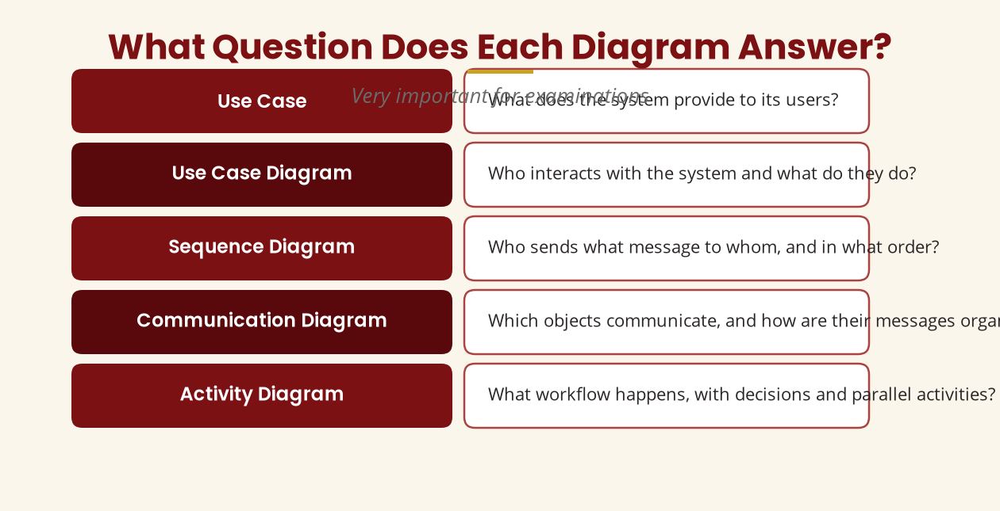 What Question Does Each Diagram Answer?
Very important for examinations
Use Case
What does the system provide to its users?
Use Case Diagram
Who interacts with the system and what do they do?
Sequence Diagram
Who sends what message to whom, and in what order?
Communication Diagram
Which objects communicate, and how are their messages
Activity Diagram
What workflow happens, with decisions and parallel activities?